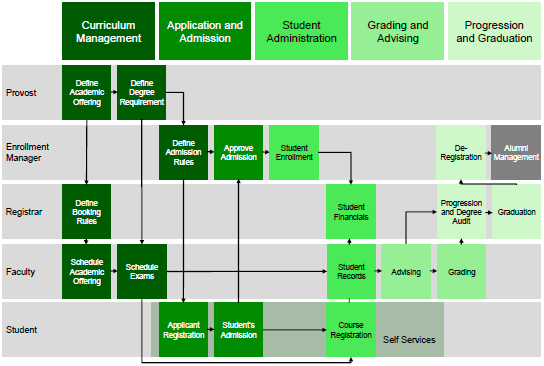 Curriculum
Management
Application and
Admission
Student
Administration
Grading and
Advising
Progression
and Graduation
Provost
Define
Academic
Offering
Define
Degree
Requirement
Enrollment
Manager
Define
Admission
Rules
Approve
Admission
Student
Enrollment
De-
Registration
Alumni
Management
Registrar
Define
Booking
Rules
Student
Financials
Progression
and Degree
Audit
Graduation
Faculty
Schedule
Academic
Offering
Schedule
Exams
Student
Records
Advising
Grading
Student
Applicant
Registration
Student's
Admission
Course
Registration
Self Services